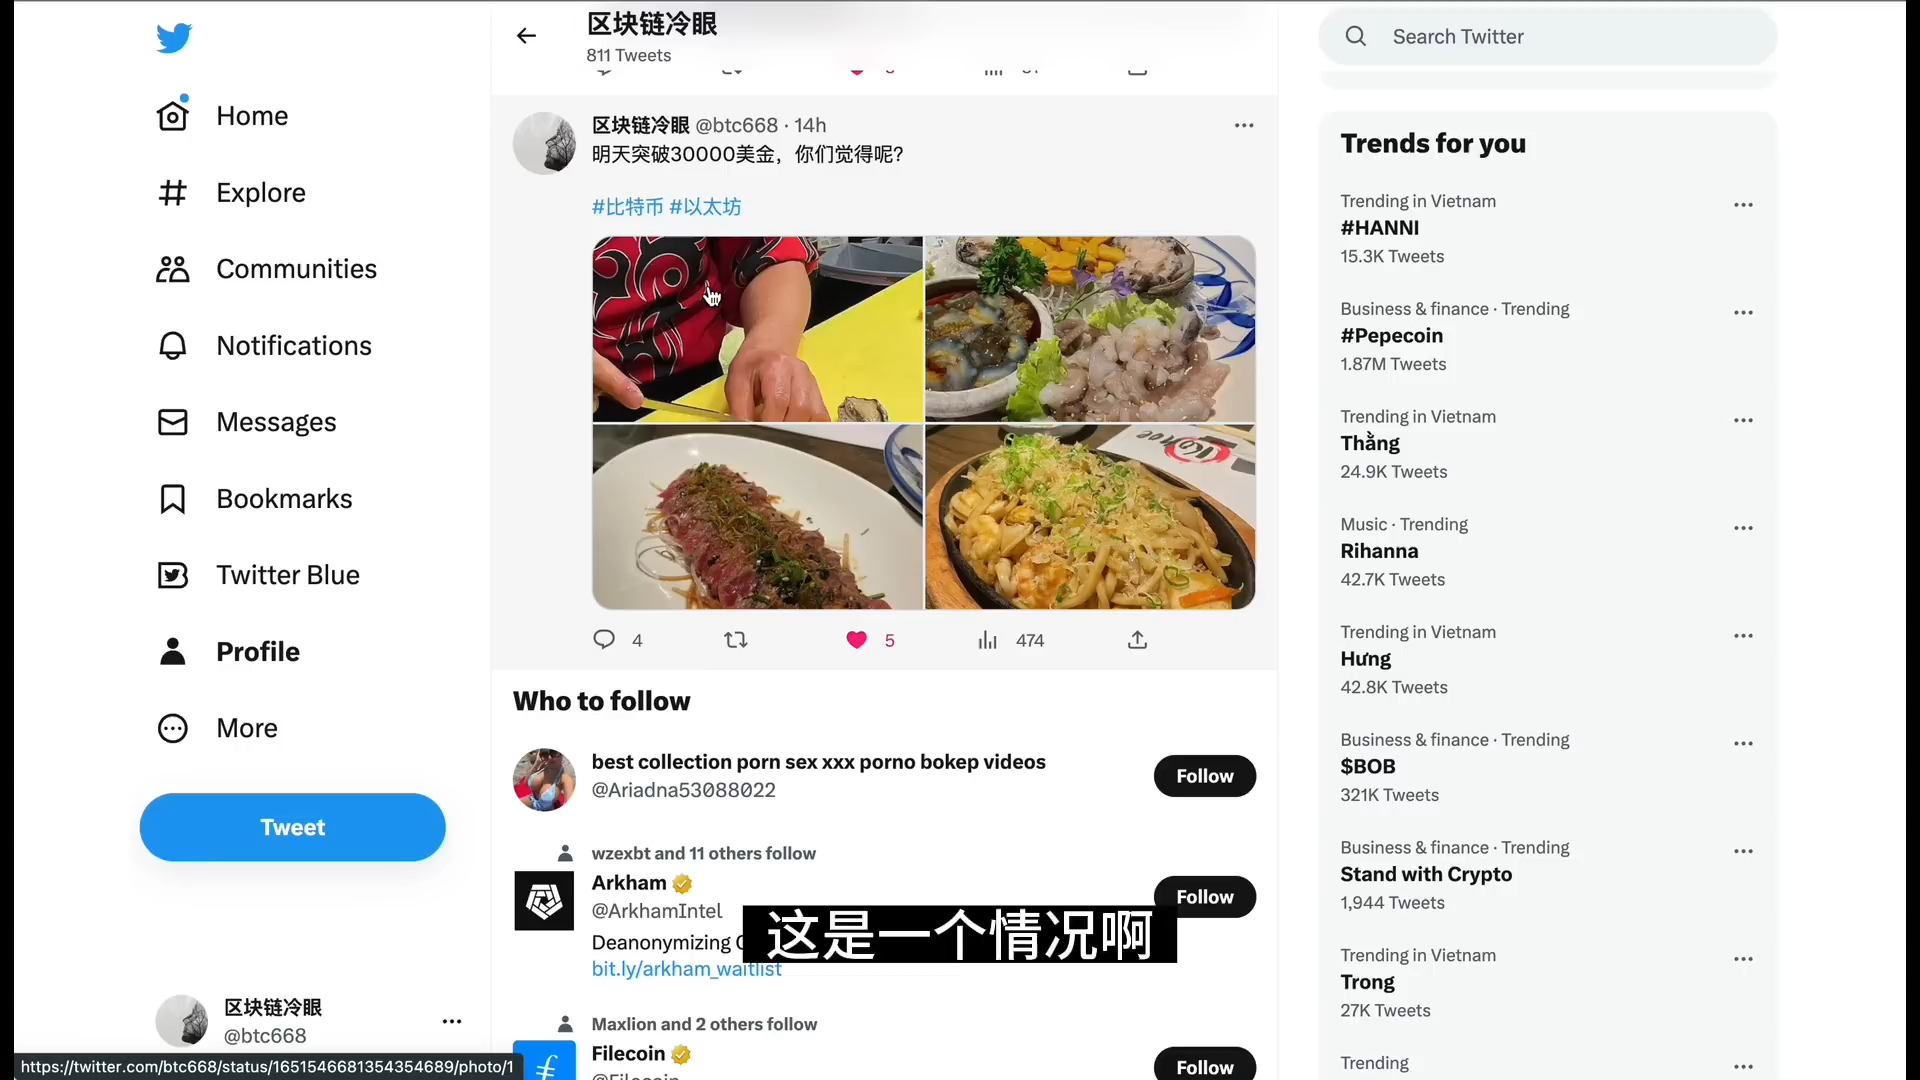 区块链冷眼
811 Tweets
Search Twitter
Home
Explore
Communities
Notifications
Messages
Bookmarks
Twitter Blue
Profile
More
Tweet
区块链冷眼
@btc668
https://twitter.com/btc668/status/1651546681354354689/photo/1
区块链冷眼 @btc668 · 14h
明天突破30000美金，你们觉得呢?
#比特币 #以太坊
4
5
474
Who to follow
best collection porn sex xxx porno bokep videos
@Ariadna53088022
Follow
wzexbt and 11 others follow
Arkham
@ArkhamIntel
Follow
Deanonymizing
bit.ly/arkham_waitlist
这是一个情况啊
Maxlion and 2 others follow
Filecoin
@Filecoin
Follow
Trends for you
Trending in Vietnam
#HANNI
15.3K Tweets
Business & finance · Trending
#Pepecoin
1.87M Tweets
Trending in Vietnam
Thằng
24.9K Tweets
Music · Trending
Rihanna
42.7K Tweets
Trending in Vietnam
Hưng
42.8K Tweets
Business & finance · Trending
$BOB
321K Tweets
Business & finance · Trending
Stand with Crypto
1,944 Tweets
Trending in Vietnam
Trong
27K Tweets
Trending